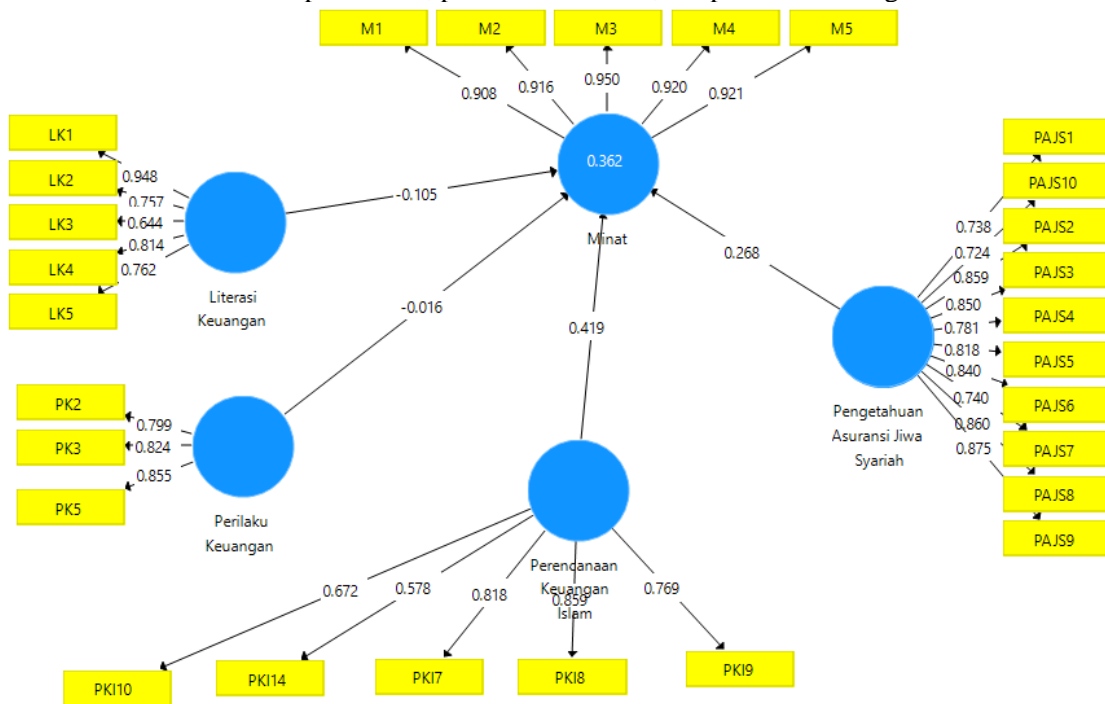 M1
M2
M3
M4
M5
0.908
0.916
0.950
0.920
0.921
0.362
Minat
LK1
LK2
LK3
LK4
LK5
0.948
0.757
0.644
0.814
0.762
Literasi
Keuangan
-0.105
-0.016
0.419
0.268
PK2
PK3
PK5
0.799
0.824
0.855
Perilaku
Keuangan
Perencanaan
Keuangan
Islam
0.672
0.578
0.818
0.859
0.769
PKI10
PKI14
PKI7
PKI8
PKI9
Pengetahuan
Asuransi Jiwa
Syariah
0.738
0.724
0.859
0.850
0.781
0.818
0.840
0.740
0.860
0.875
PAJS1
PAJS10
PAJS2
PAJS3
PAJS4
PAJS5
PAJS6
PAJS7
PAJS8
PAJS9